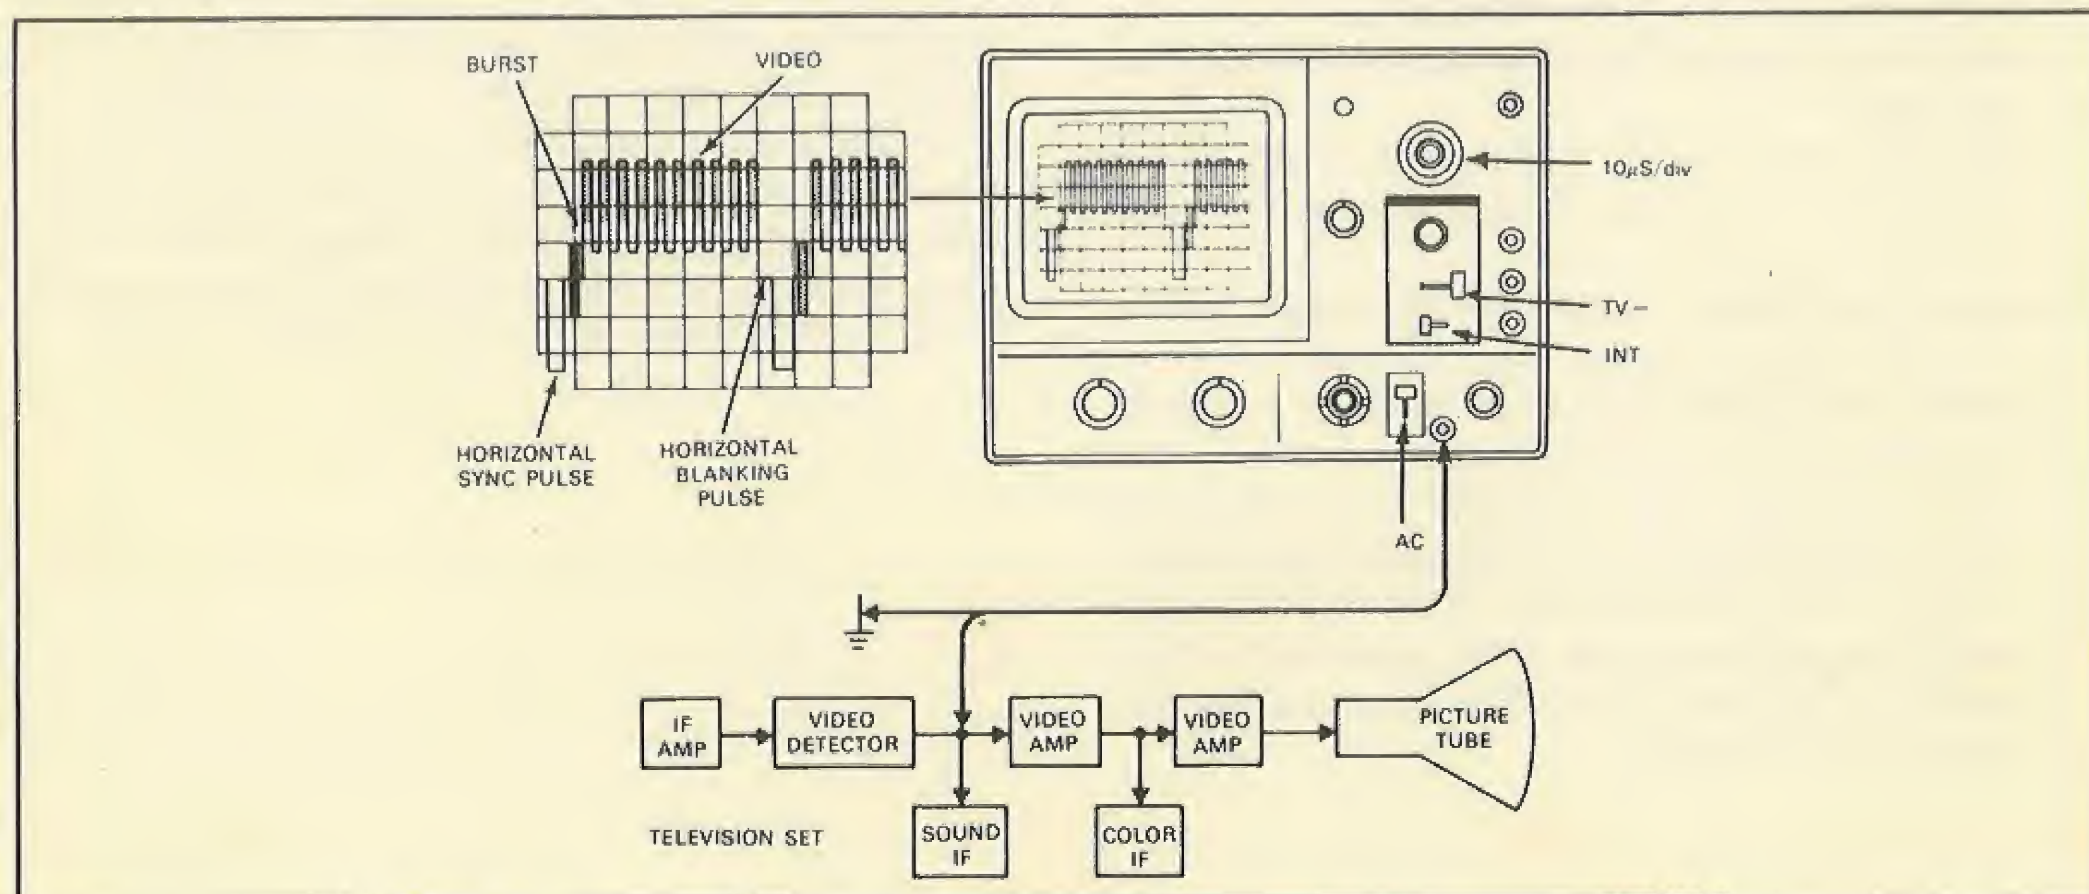 BURST
VIDEO
HORIZONTAL
SYNC PULSE
HORIZONTAL
BLANKING
PULSE
10µS/div
TV –
INT
AC
IF
AMP
VIDEO
DETECTOR
VIDEO
AMP
VIDEO
AMP
PICTURE
TUBE
TELEVISION SET
SOUND
IF
COLOR
IF